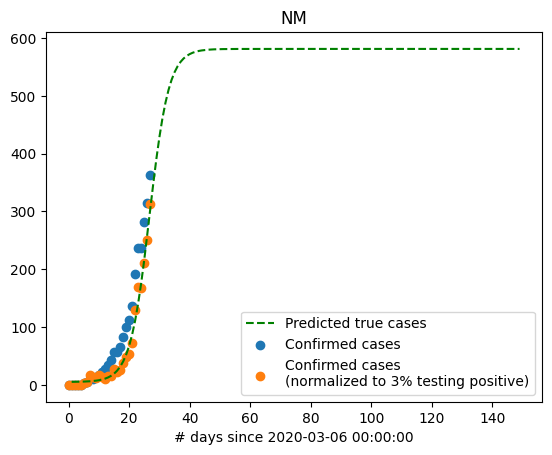 NM
600
500
400
300
200
100
0
Predicted true cases
Confirmed cases
Confirmed cases
(normalized to 3% testing positive)
0 20 40 60 80 100 120 140
# days since 2020-03-06 00:00:00